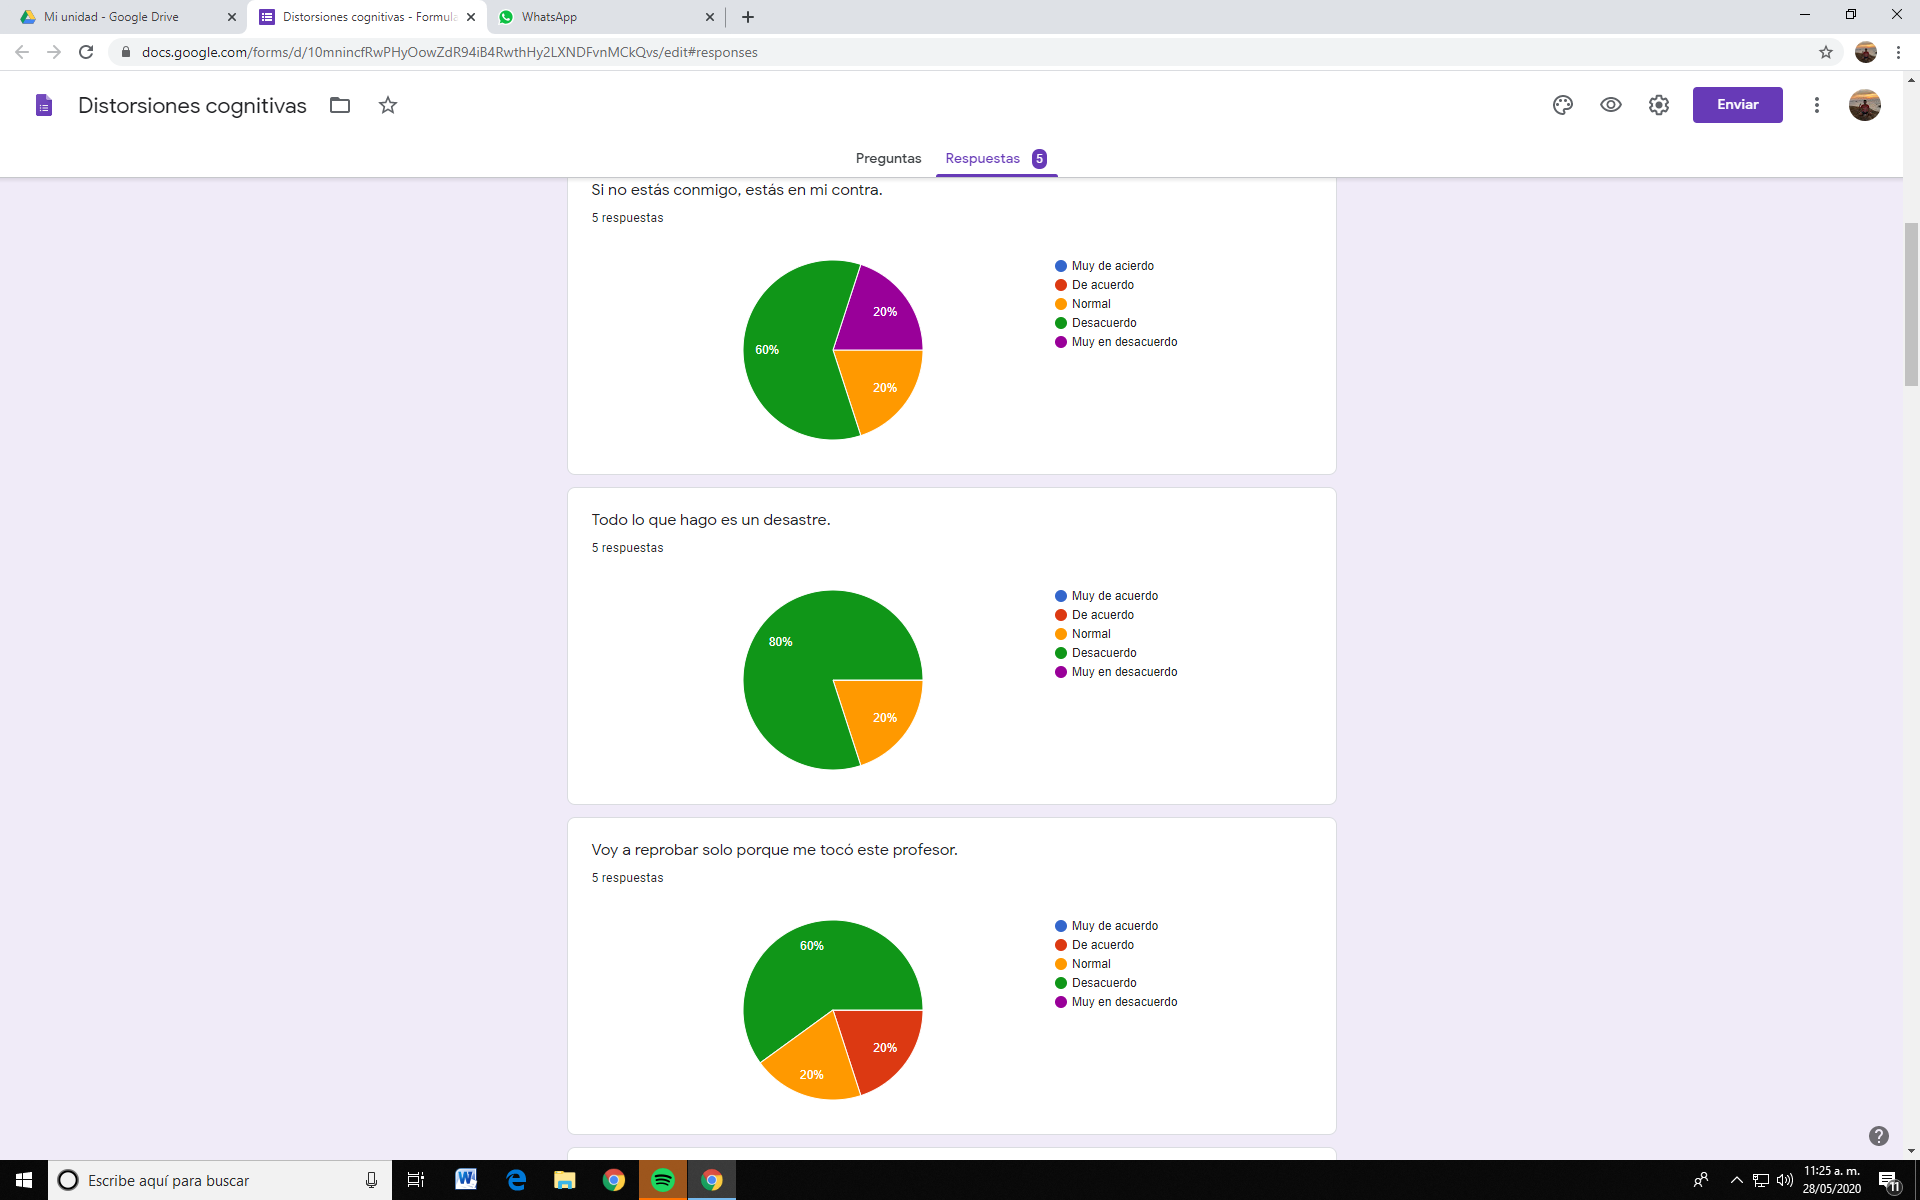 Mi unidad - Google Drive
Distorsiones cognitivas - Formula
WhatsApp
docs.google.com/forms/d/10mnincfRwPHyOowZdR94iB4RwthHy2LXNDFvnMCkQvs/edit#responses
Distorsiones cognitivas
Enviar
Preguntas
Respuestas 5
Si no estás conmigo, estás en mi contra.
5 respuestas
20%
60%
20%
Muy de acierdo
De acuerdo
Normal
Desacuerdo
Muy en desacuerdo
Todo lo que hago es un desastre.
5 respuestas
80%
20%
Muy de acuerdo
De acuerdo
Normal
Desacuerdo
Muy en desacuerdo
Voy a reprobar solo porque me tocó este profesor.
5 respuestas
60%
20%
20%
Muy de acuerdo
De acuerdo
Normal
Desacuerdo
Muy en desacuerdo
Escribe aquí para buscar
11:25 a. m.
28/05/2020
11